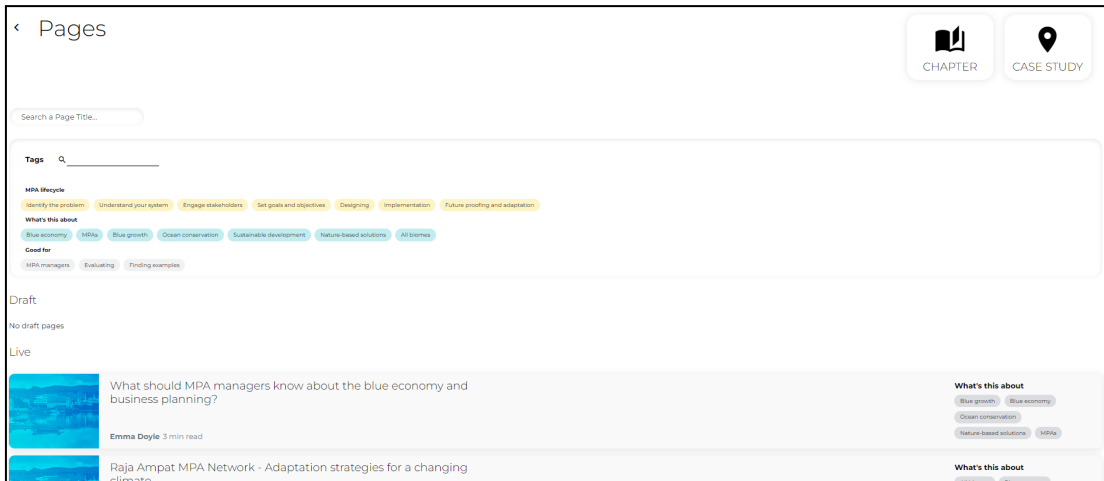 Pages
CHAPTER
CASE STUDY
Search a Page Title...
Tags
MPA lifecycle
Identify the problem Understand your system Engage stakeholders Set goals and objectives Designing Implementation Future proofing and adaptation
What's this about
Blue economy MPAs Blue growth Ocean conservation Sustainable development Nature-based solutions All biomes
Good for
MPA managers Evaluating Finding examples
Draft
No draft pages
Live
What should MPA managers know about the blue economy and
business planning?
Emma Doyle 3 min read
What's this about
Blue growth Blue economy
Ocean conservation
Nature-based solutions MPAs
Raja Ampat MPA Network - Adaptation strategies for a changing
climate
What's this about